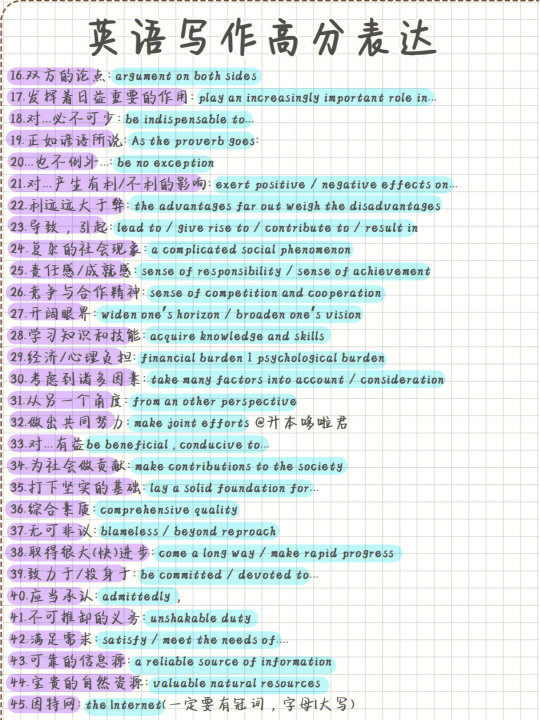 英语写作高分表达
16.双方的论点: argument on both sides
17.发挥着日益重要的作用: play an increasingly important role in...
18.对...必不可少: be indispensable to...
19.正如谚语所说: As the proverb goes:
20...也不例外...: be no exception
21.对...产生有利/不利的影响: exert positive / negative effects on...
22.利远远大于弊: the advantages far out weigh the disadvantages
23.导致，引起: lead to / give rise to / contribute to / result in
24.复杂的社会现象: a complicated social phenomenon
25.责任感/成就感: sense of responsibility / sense of achievement
26.竞争与合作精神: sense of competition and cooperation
27.开阔眼界: widen one's horizon / broaden one's vision
28.学习知识和技能: acquire knowledge and skills
29.经济/心理负担: financial burden l psychological burden
30.考虑到诸多因素: take many factors into account / consideration
31.从另一个角度: from an other perspective
32.做出共同努力: make joint efforts @升本哆啦君
33.对...有益be beneficial , conducive to...
34.为社会做贡献: make contributions to the society
35.打下坚实的基础: lay a solid foundation for...
36.综合素质: comprehensive quality
37.无可非议: blameless / beyond reproach
38.取得很大(快)进步: come a long way / make rapid progress
39.致力于/投身于: be committed / devoted to...
40.应当承认: admittedly ,
41.不可推卸的义务: unshakable duty
42.满足需求: satisfy / meet the needs of...
43.可靠的信息源: a reliable source of information
44.宝贵的自然资源: valuable natural resources
45.因特网: the Internet(一定要有冠词，字母I大写)